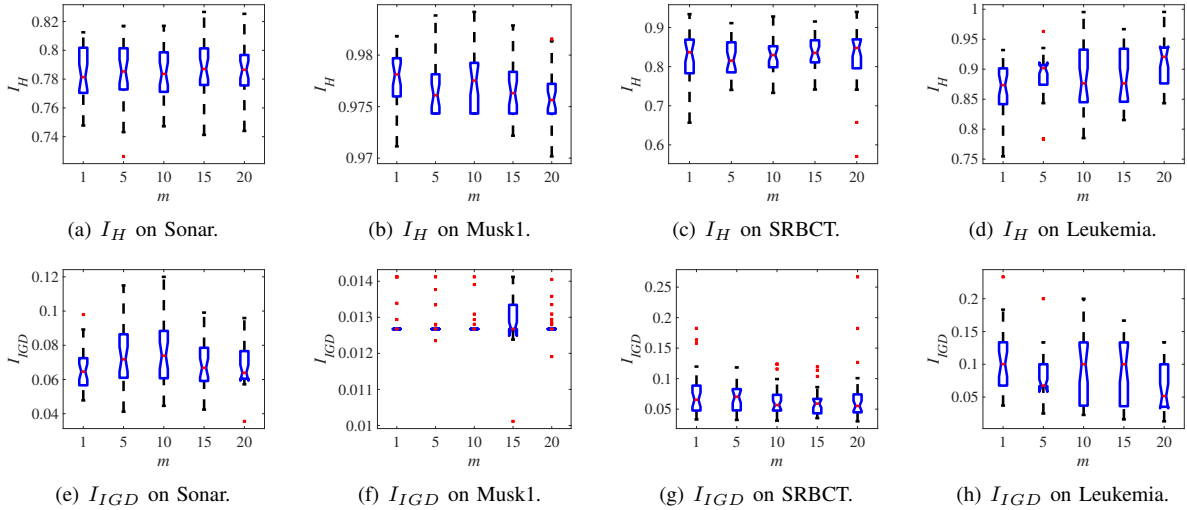 0.82
0.8
0.78
0.76
0.74
I_H
1 5 10 15 20
m
(a) I_H on Sonar.
0.98
0.975
0.97
I_H
1 5 10 15 20
m
(b) I_H on Musk1.
0.9
0.8
0.7
0.6
I_H
1 5 10 15 20
m
(c) I_H on SRBCT.
1
0.95
0.9
0.85
0.8
0.75
I_H
1 5 10 15 20
m
(d) I_H on Leukemia.
0.12
0.1
0.08
0.06
0.04
I_IGD
1 5 10 15 20
m
(e) I_IGD on Sonar.
0.014
0.013
0.012
0.011
0.01
I_IGD
1 5 10 15 20
m
(f) I_IGD on Musk1.
0.25
0.2
0.15
0.1
0.05
I_IGD
1 5 10 15 20
m
(g) I_IGD on SRBCT.
0.2
0.15
0.1
0.05
I_IGD
1 5 10 15 20
m
(h) I_IGD on Leukemia.